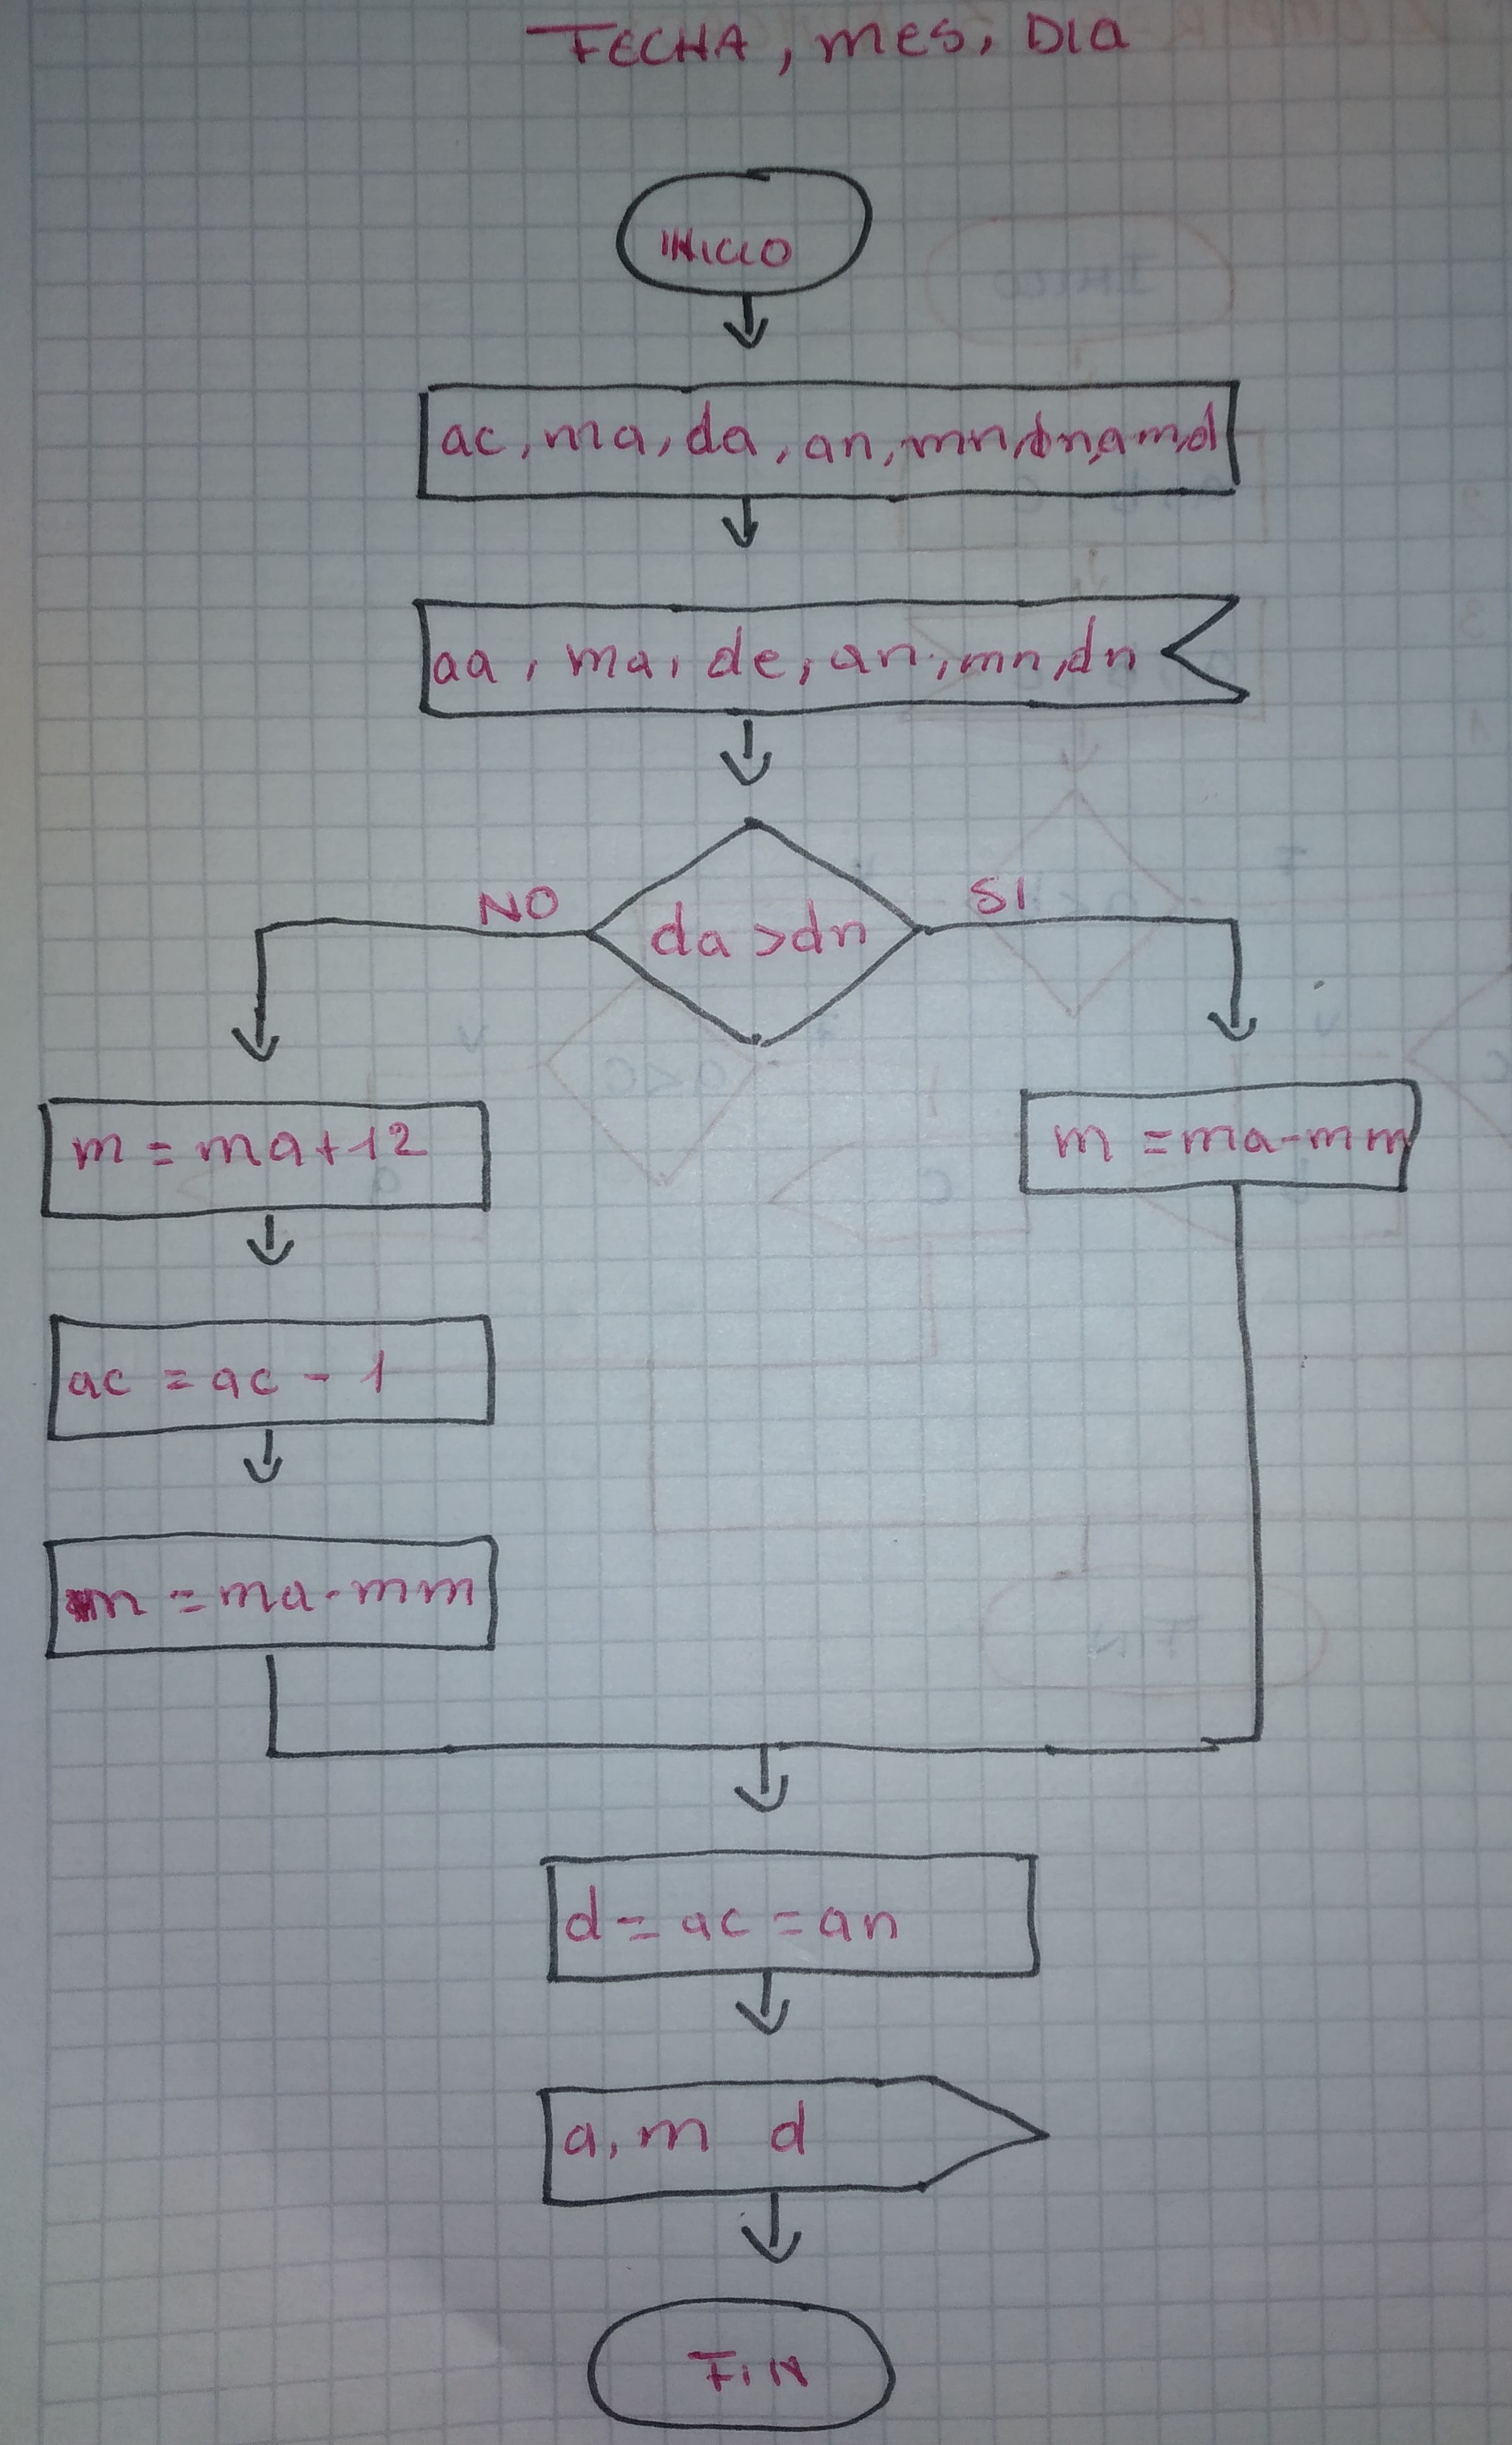 FECHA, mes, DIa
INICIO
ac, ma, da, an, mn, dn, a m, d
aa, ma, de, an, mn, dn
NO
da > dn
SI
m = ma + 12
m = ma - mm
ac = ac - 1
m = ma - mm
d = ac = an
a, m d
FiN